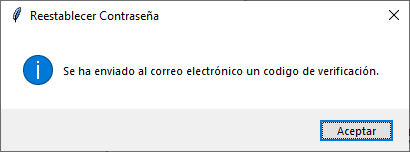 Reestablecer Contraseña
Se ha enviado al correo electrónico un codigo de verificación.
Aceptar